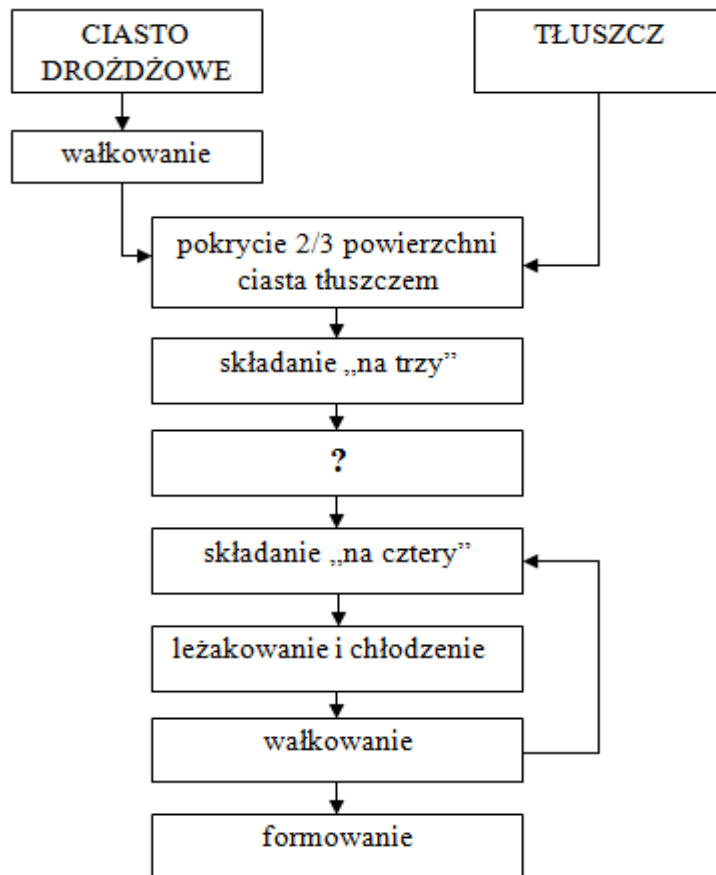 CIASTO
DROŻDŻOWE
TŁUSZCZ
wałkowanie
pokrycie 2/3 powierzchni
ciasta tłuszczem
składanie „na trzy”
?
składanie „na cztery”
leżakowanie i chłodzenie
wałkowanie
formowanie